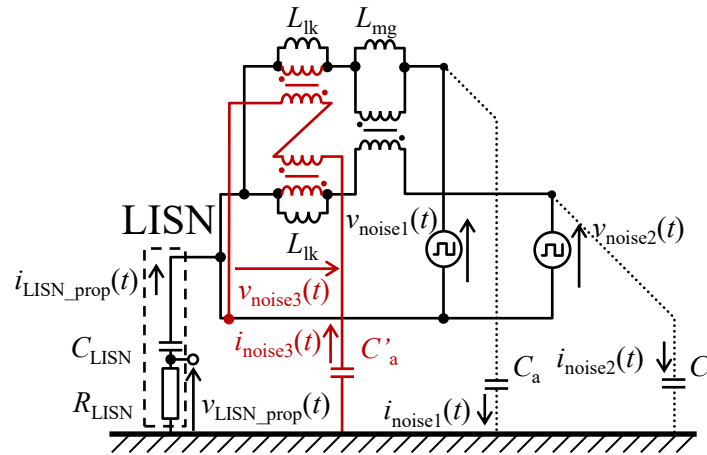 L_lk L_mg
LISN
v_noise1(t) v_noise2(t)
L_lk
i_LISN_prop(t)
v_noise3(t)
C_LISN i_noise3(t) C'_a C_a i_noise2(t) C
R_LISN v_LISN_prop(t) i_noise1(t)